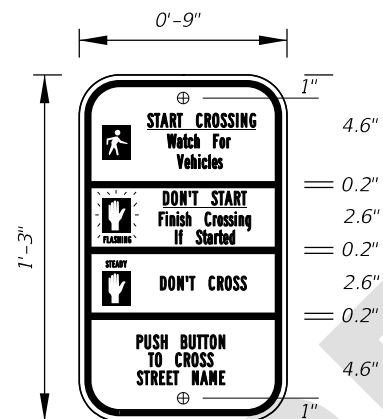 0'-9"
1"
START CROSSING
Watch For
Vehicles
4.6"
0.2"
DON'T START
Finish Crossing
If Started
FLASHING
2.6"
0.2"
1'-3"
STEADY
DON'T CROSS
2.6"
0.2"
PUSH BUTTON
TO CROSS
STREET NAME
4.6"
1"